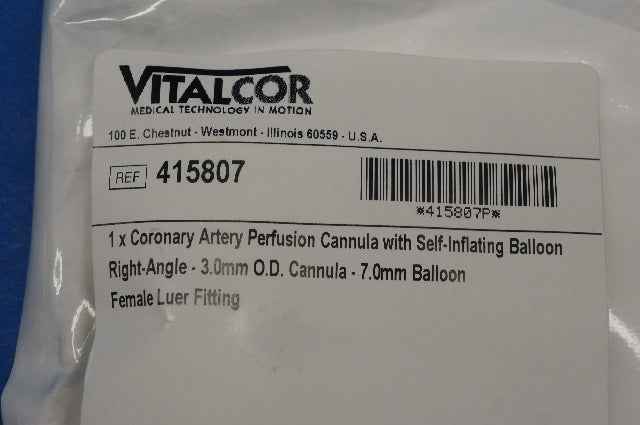 VITALCOR
MEDICAL TECHNOLOGY IN MOTION
100 E. Chestnut - Westmont - Illinois 60559 - U.S.A.
REF 415807
*415807P*
1 x Coronary Artery Perfusion Cannula with Self-Inflating Balloon
Right-Angle - 3.0mm O.D. Cannula - 7.0mm Balloon
Female Luer Fitting